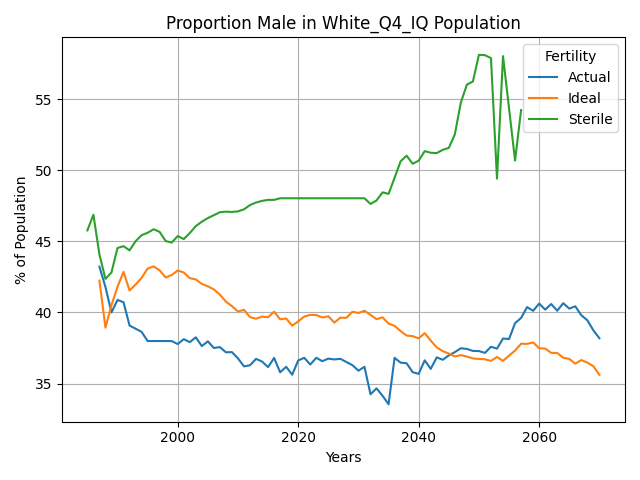 Proportion Male in White_Q4_IQ Population
% of Population
55
50
45
40
35
2000
2020
2040
2060
Years
Fertility
Actual
Ideal
Sterile